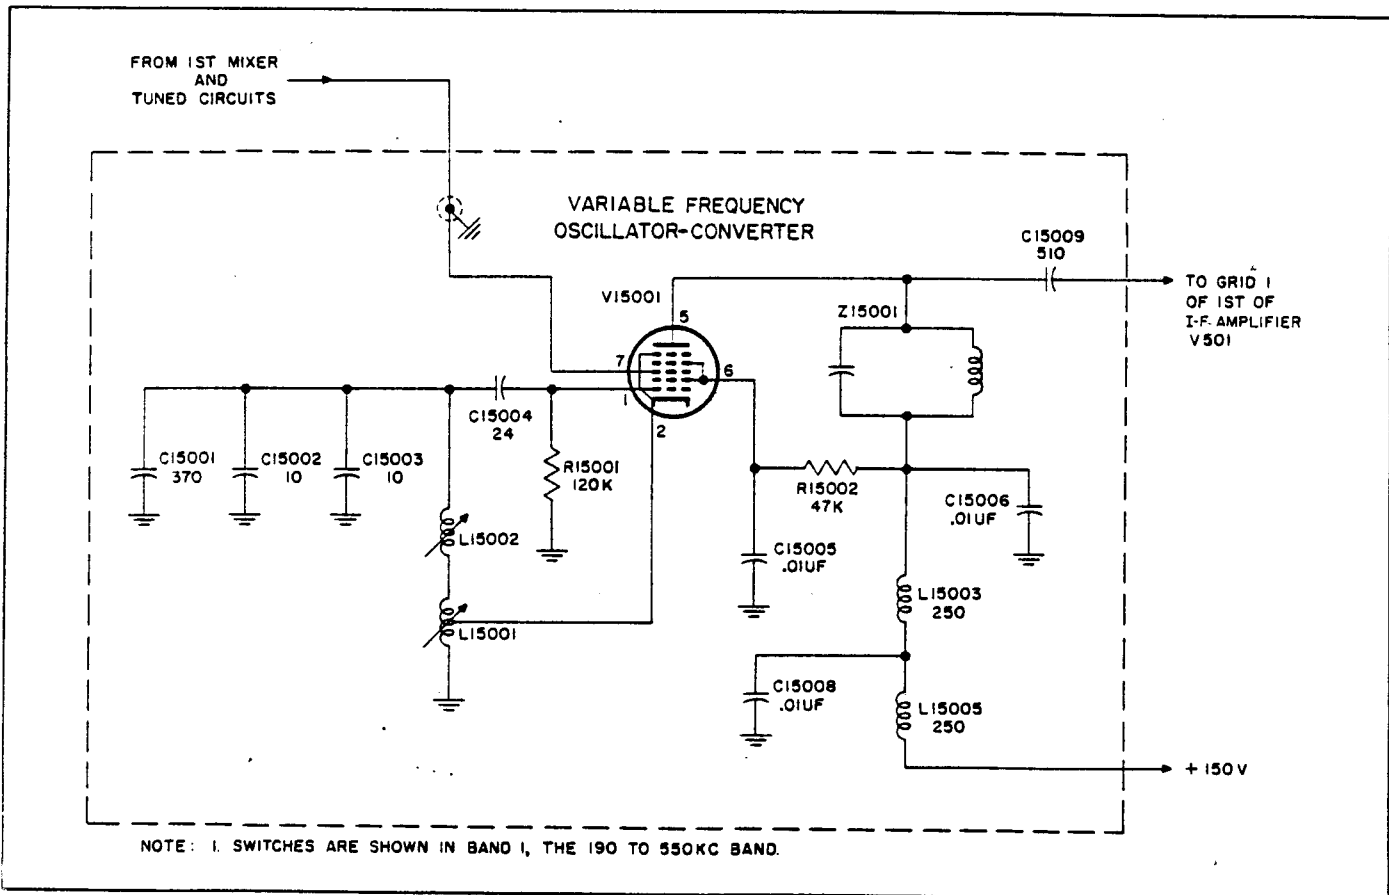 FROM 1ST MIXER
AND
TUNED CIRCUITS
VARIABLE FREQUENCY
OSCILLATOR-CONVERTER
C15009
510
TO GRID 1
OF 1ST OF
I-F. AMPLIFIER
V501
V15001
5
Z15001
7
6
1
2
C15004
24
C15001
370
C15002
10
C15003
10
R15001
120K
R15002
47K
C15006
.01UF
L15002
C15005
.01UF
L15003
250
L15001
C15008
.01UF
L15005
250
+ 150 V
NOTE: 1. SWITCHES ARE SHOWN IN BAND 1, THE 190 TO 550KC BAND.